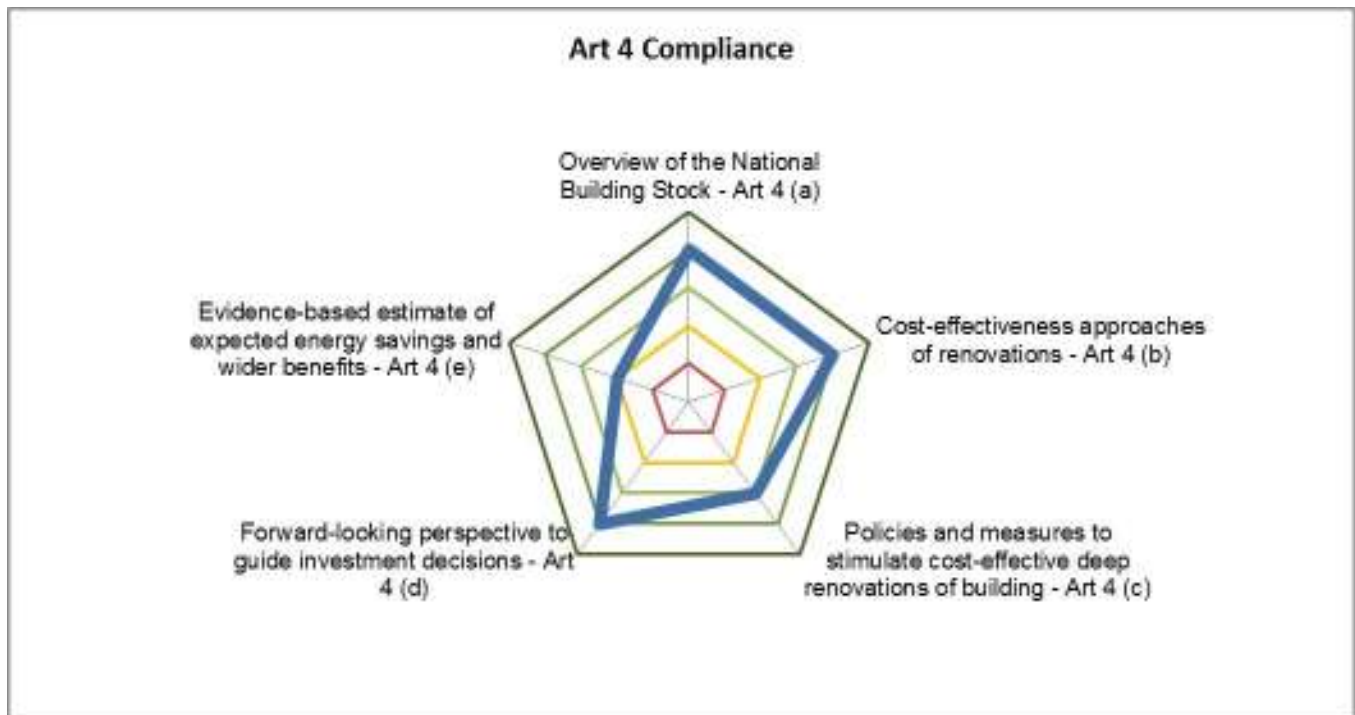 Art 4 Compliance
Overview of the National
Building Stock - Art 4 (a)
Cost-effectiveness approaches
of renovations - Art 4 (b)
Policies and measures to
stimulate cost-effective deep
renovations of building - Art 4 (c)
Forward-looking perspective to
guide investment decisions - Art
4 (d)
Evidence-based estimate of
expected energy savings and
wider benefits - Art 4 (e)